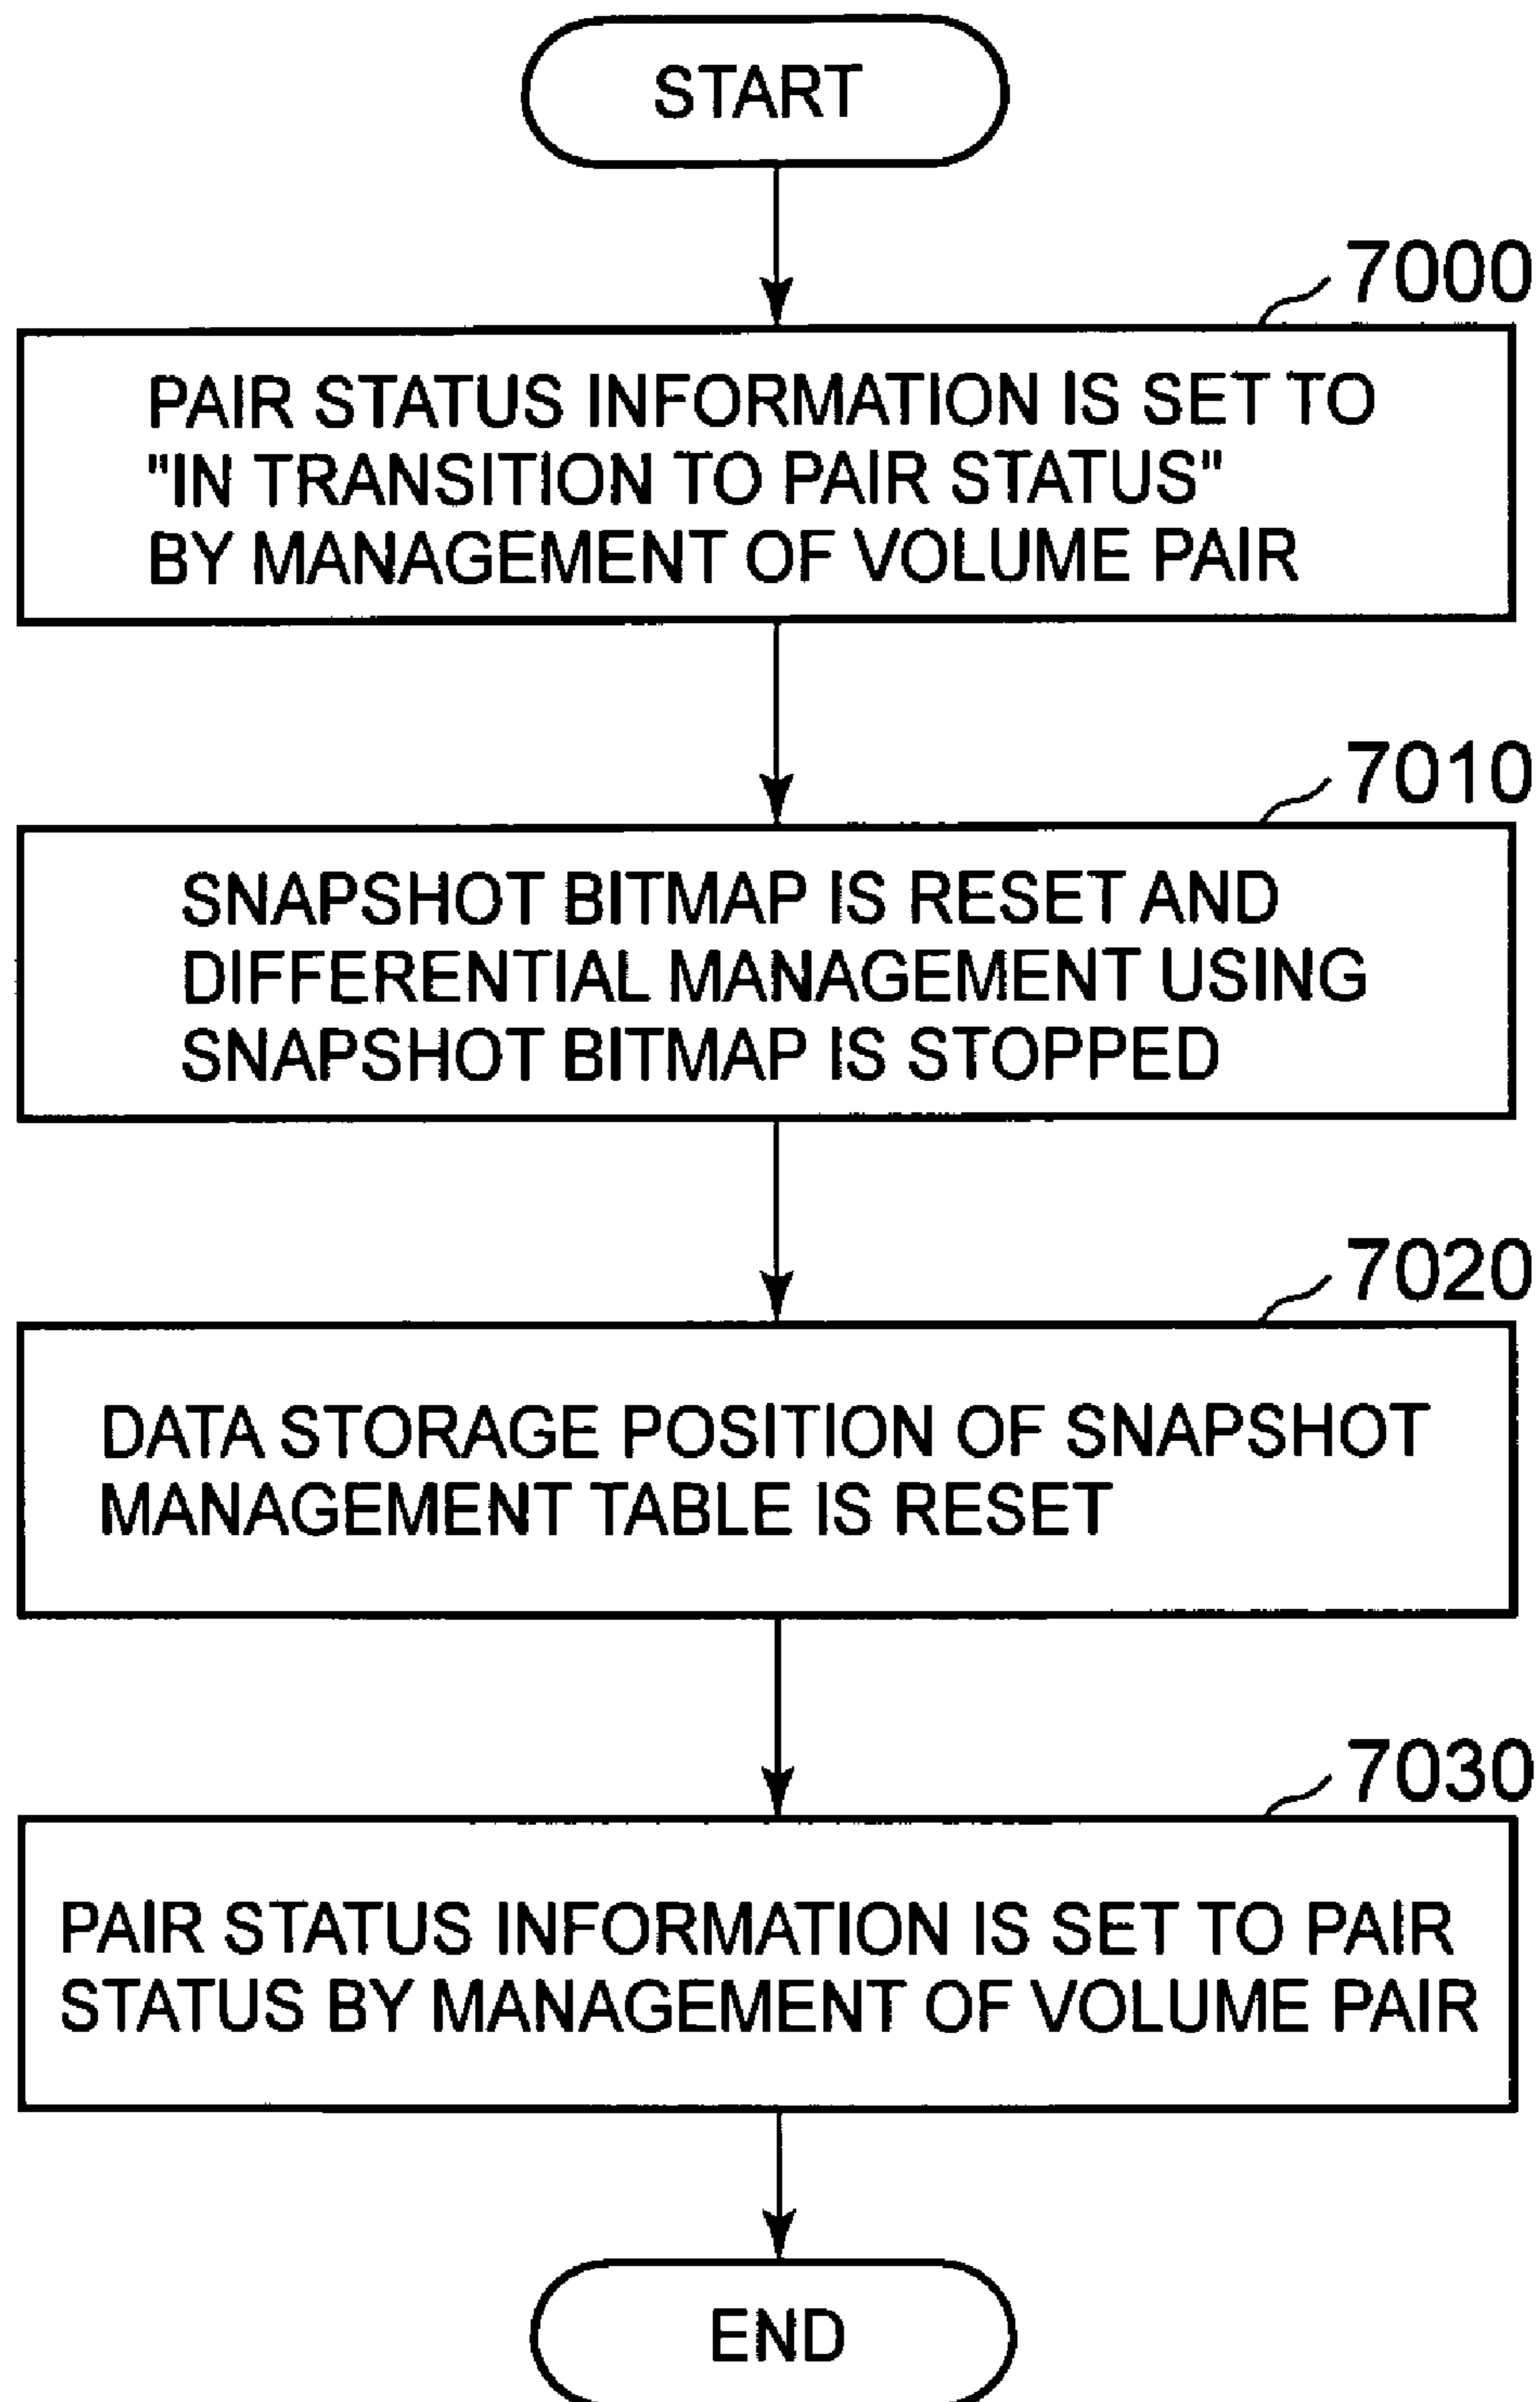 START
7000
PAIR STATUS INFORMATION IS SET TO
"IN TRANSITION TO PAIR STATUS"
BY MANAGEMENT OF VOLUME PAIR
7010
SNAPSHOT BITMAP IS RESET AND
DIFFERENTIAL MANAGEMENT USING
SNAPSHOT BITMAP IS STOPPED
7020
DATA STORAGE POSITION OF SNAPSHOT
MANAGEMENT TABLE IS RESET
7030
PAIR STATUS INFORMATION IS SET TO PAIR
STATUS BY MANAGEMENT OF VOLUME PAIR
END